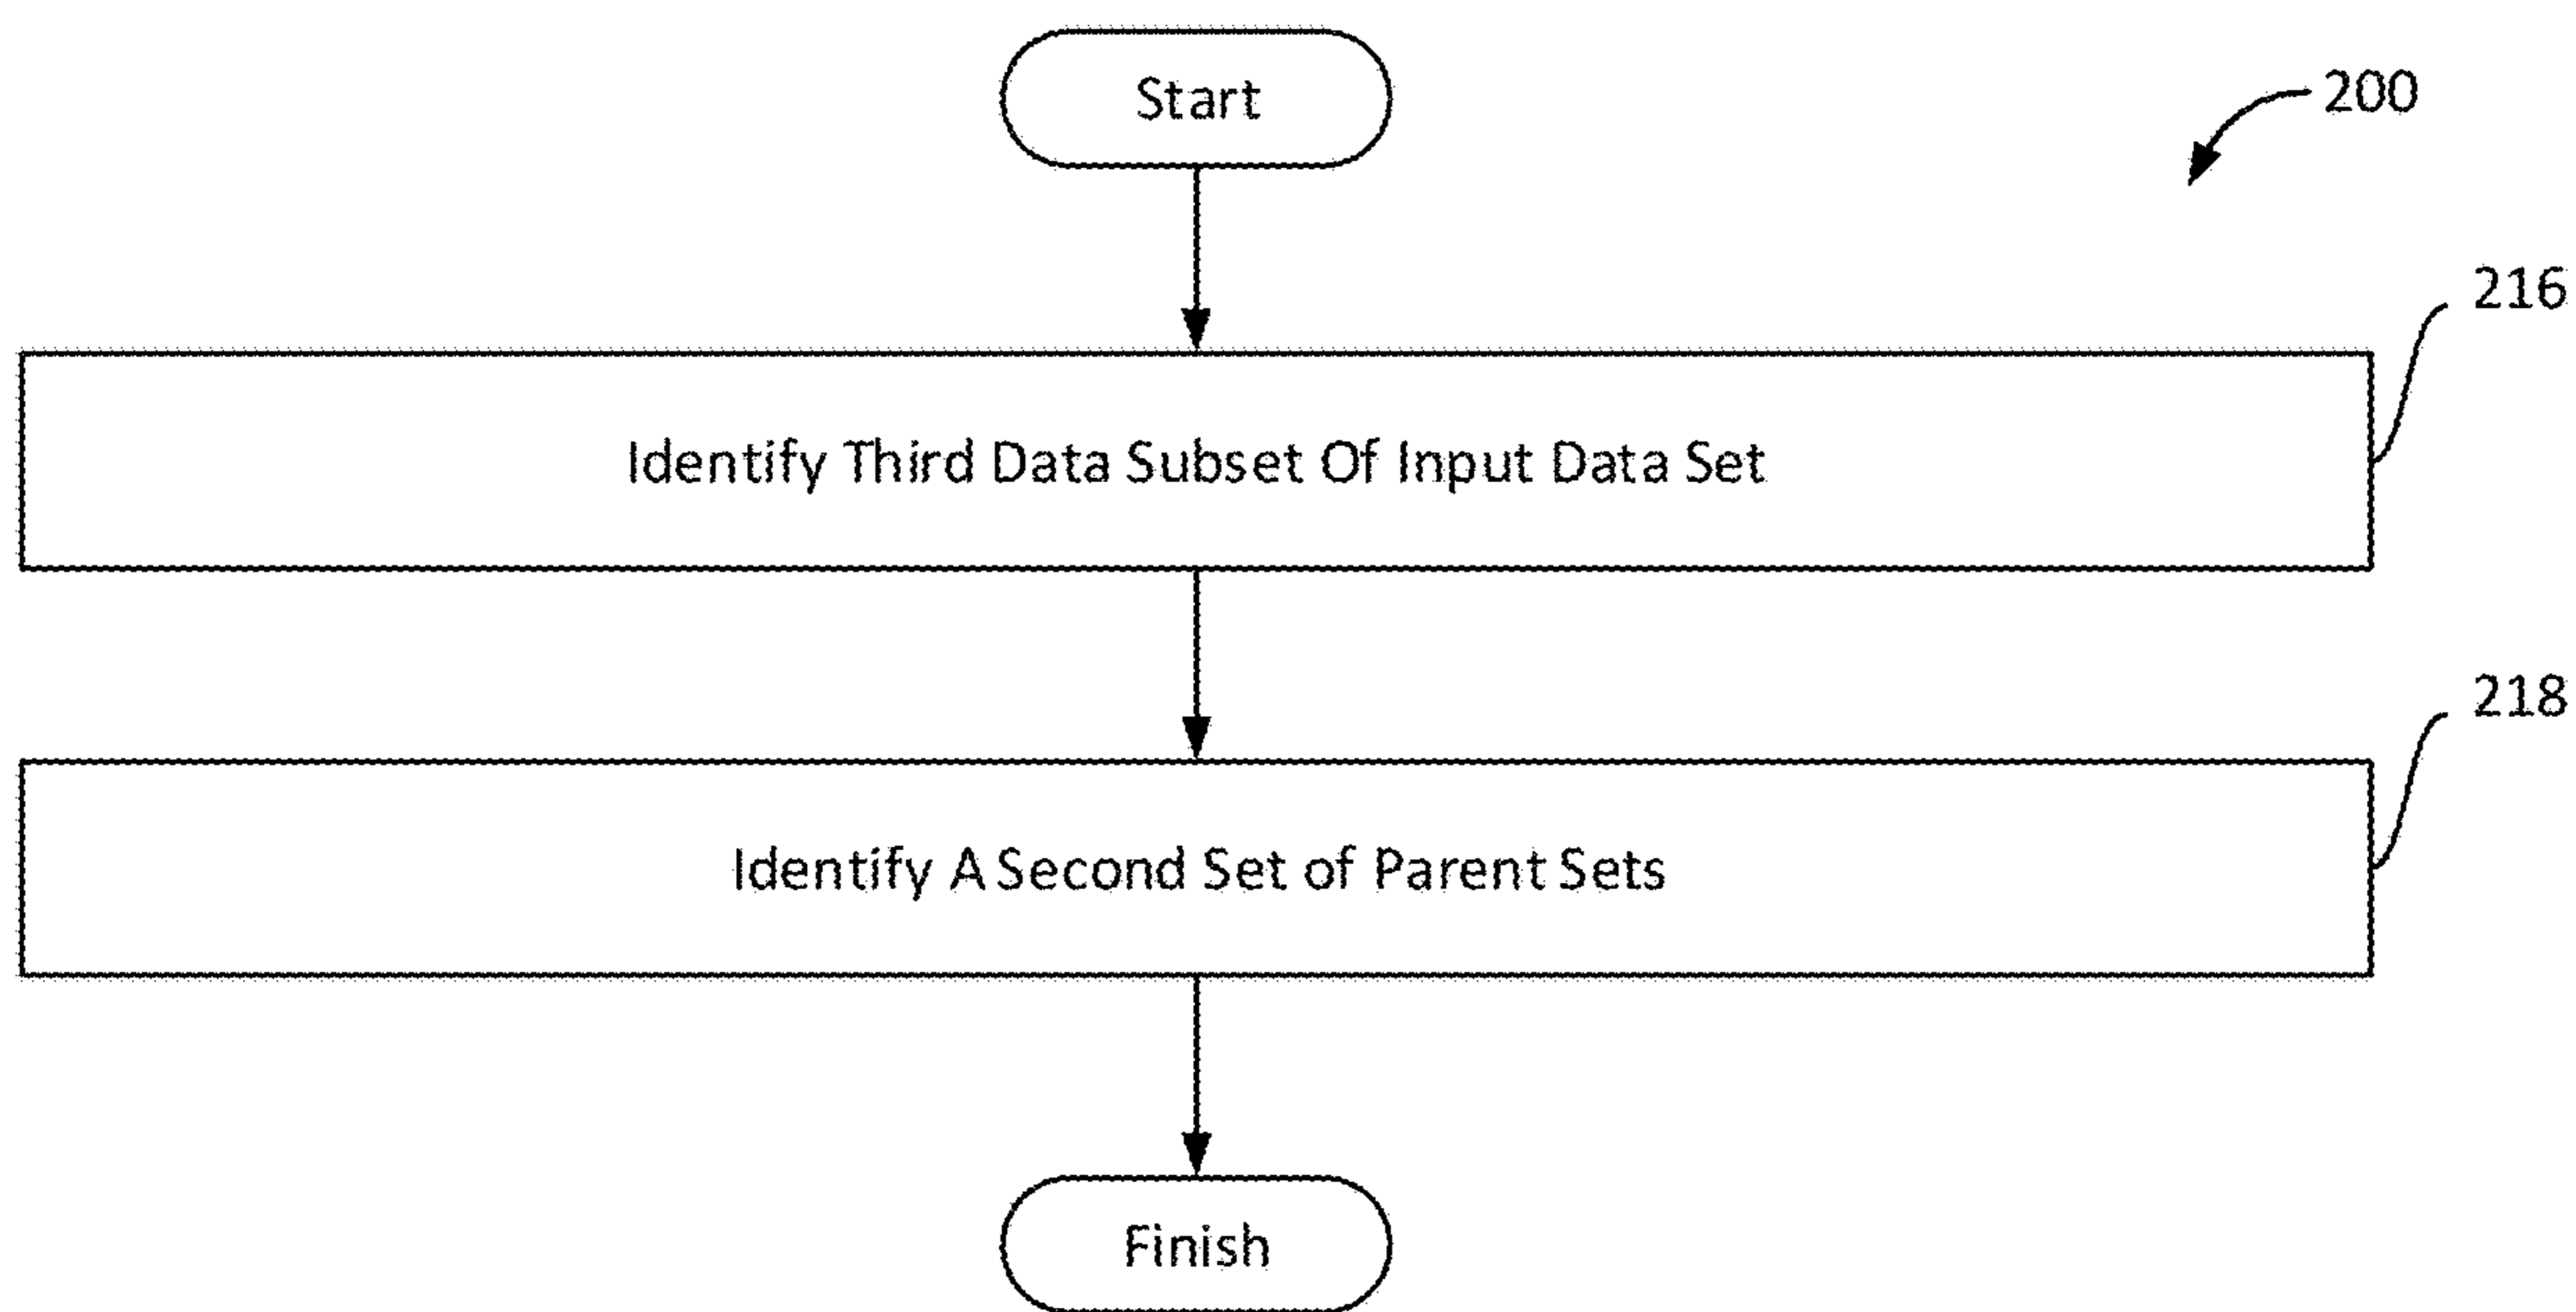 Start
200
216
Identify Third Data Subset Of Input Data Set
218
Identify A Second Set of Parent Sets
Finish